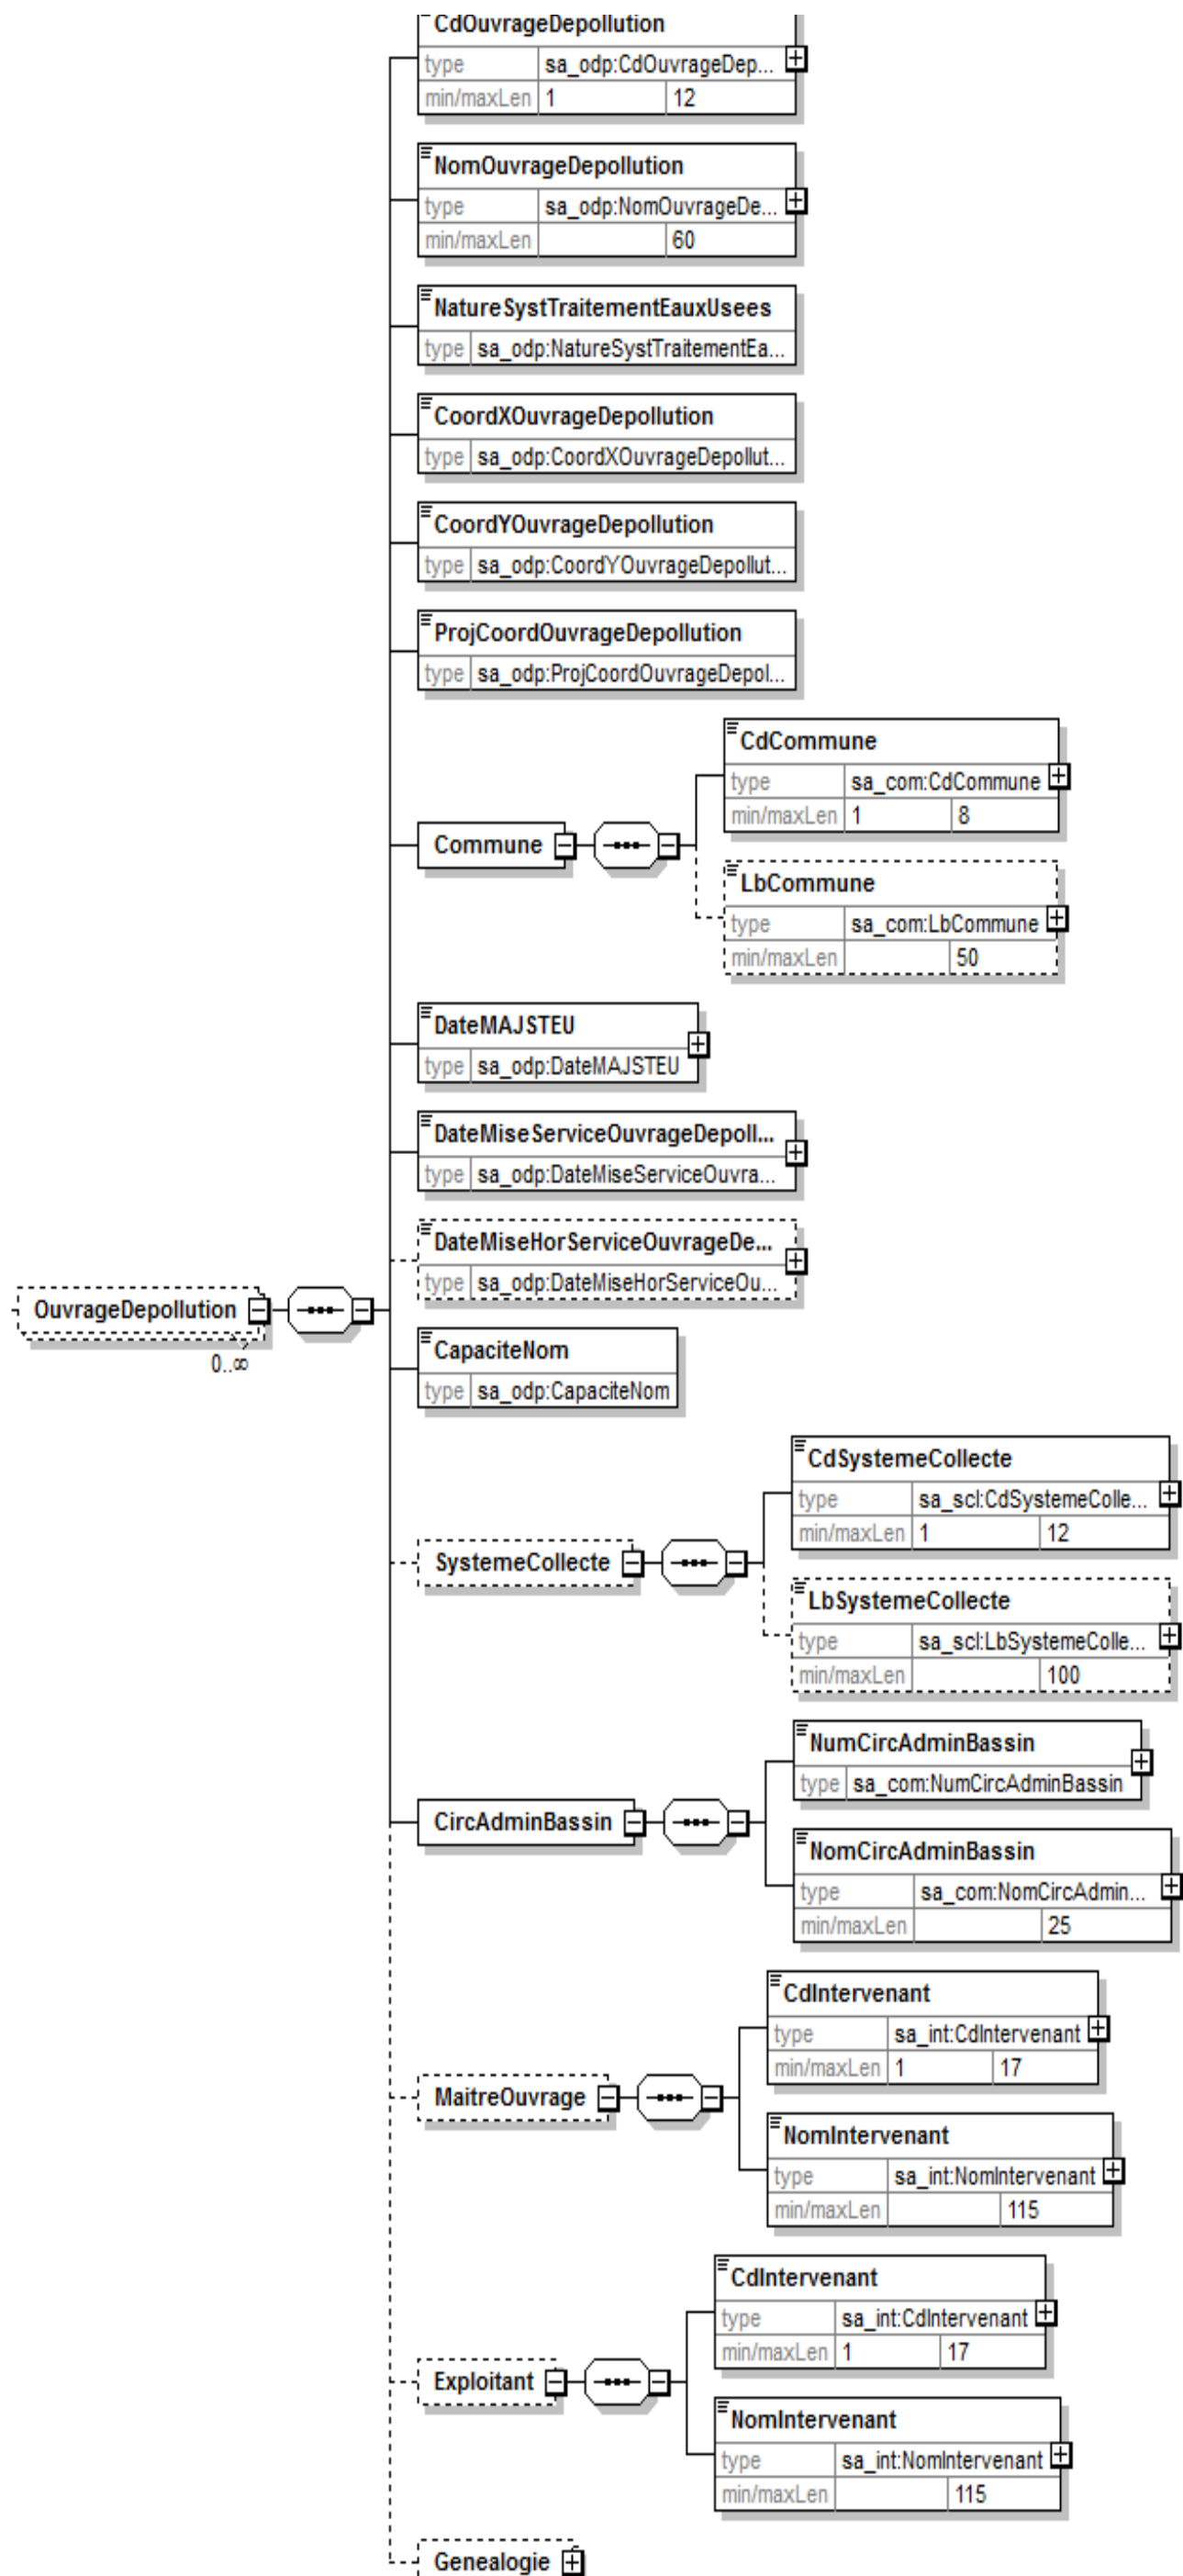 CdOuvrageDepollution
type sa_odp:CdOuvrageDep...
min/maxLen 1 12
NomOuvrageDepollution
type sa_odp:NomOuvrageDe...
min/maxLen 60
NatureSystTraitementEauxUsees
type sa_odp:NatureSystTraitementEa...
CoordXOuvrageDepollution
type sa_odp:CoordXOuvrageDepollut...
CoordYOuvrageDepollution
type sa_odp:CoordYOuvrageDepollut...
ProjCoordOuvrageDepollution
type sa_odp:ProjCoordOuvrageDepol...
CdCommune
type sa_com:CdCommune
min/maxLen 1 8
Commune
LbCommune
type sa_com:LbCommune
min/maxLen 50
DateMAJSTEU
type sa_odp:DateMAJSTEU
DateMiseServiceOuvrageDepoll...
type sa_odp:DateMiseServiceOuvra...
DateMiseHorServiceOuvrageDe...
type sa_odp:DateMiseHorServiceOu...
OuvrageDepollution
0..∞
CapaciteNom
type sa_odp:CapaciteNom
CdSystemeCollecte
type sa_scl:CdSystemeColle...
min/maxLen 1 12
SystemeCollecte
LbSystemeCollecte
type sa_scl:LbSystemeColle...
min/maxLen 100
NumCircAdminBassin
type sa_com:NumCircAdminBassin
CircAdminBassin
NomCircAdminBassin
type sa_com:NomCircAdmin...
min/maxLen 25
CdIntervenant
type sa_int:CdIntervenant
min/maxLen 1 17
MaitreOuvrage
NomIntervenant
type sa_int:NomIntervenant
min/maxLen 115
CdIntervenant
type sa_int:CdIntervenant
min/maxLen 1 17
Exploitant
NomIntervenant
type sa_int:NomIntervenant
min/maxLen 115
Genealogie